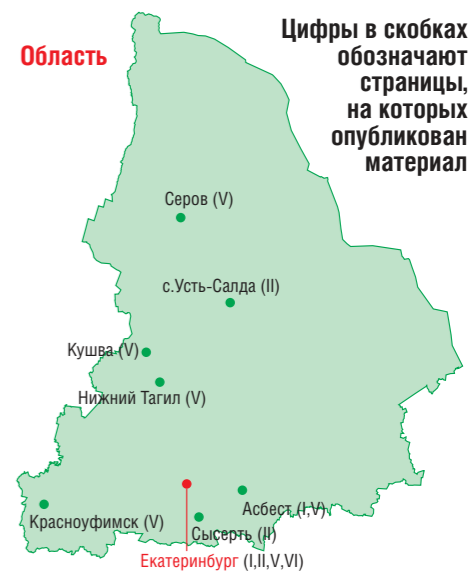 Область
Цифры в скобках
обозначают
страницы,
на которых
опубликован
материал
Серов (V)
с.Усть-Салда (II)
Кушва (V)
Нижний Тагил (V)
Асбест (I,V)
Красноуфимск (V)
Сысерть (II)
Екатеринбург (I,II,V,VI)